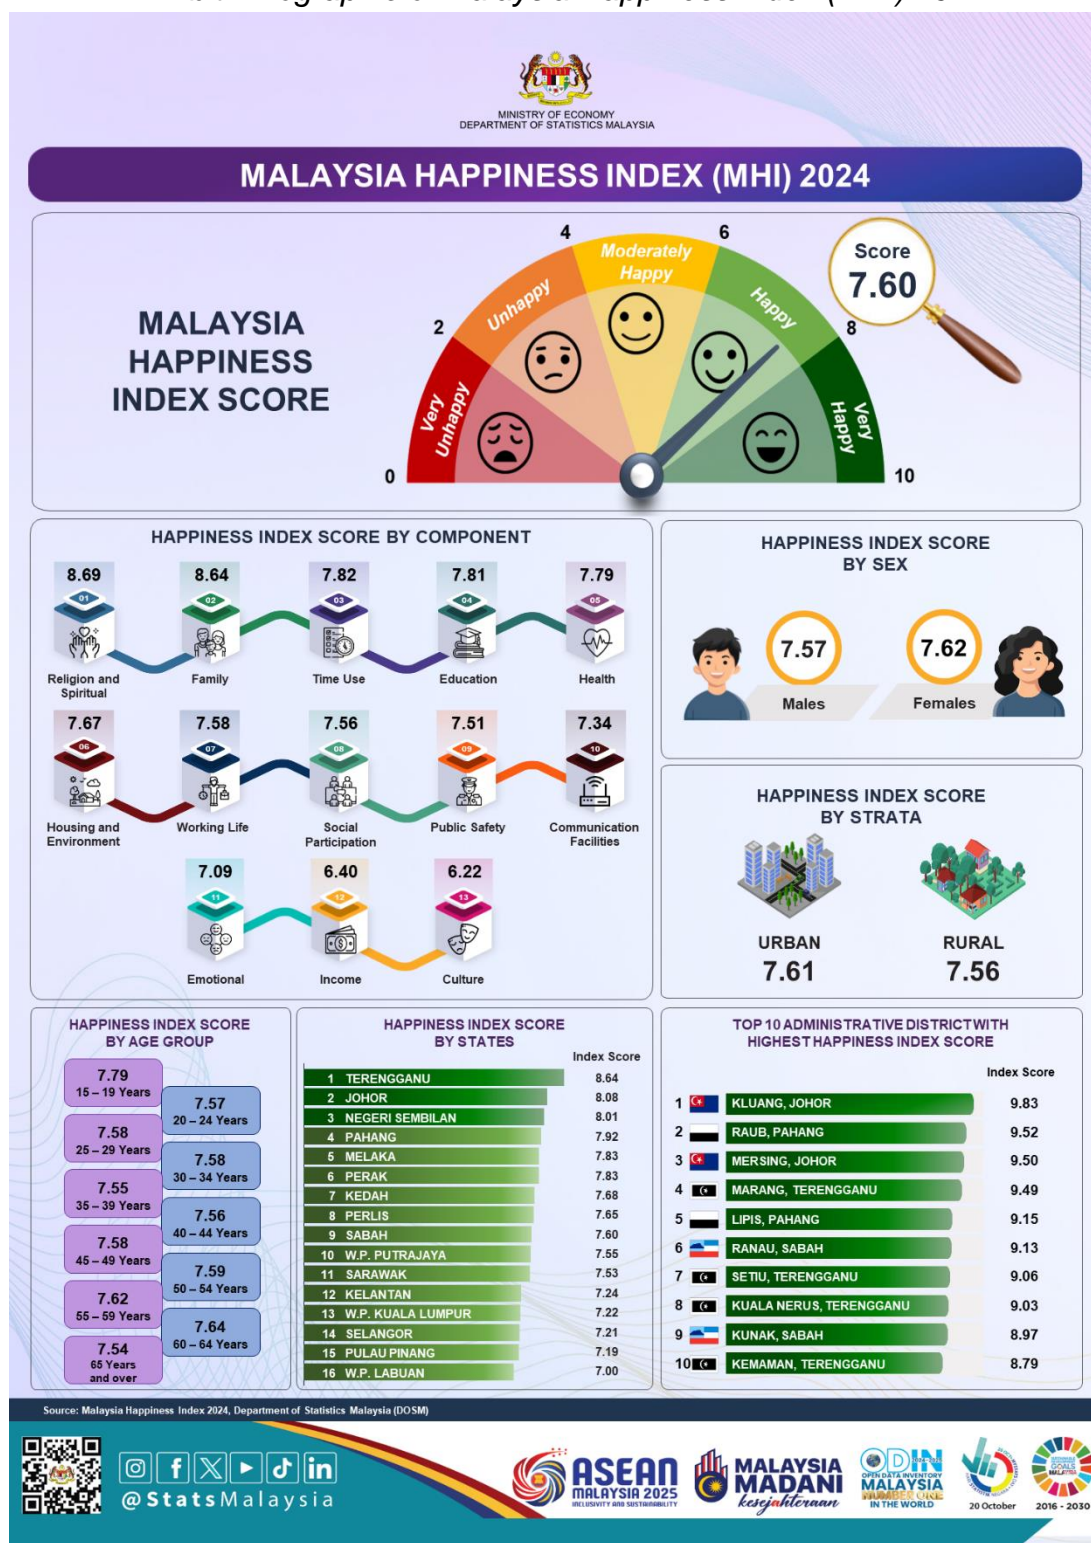 MINISTRY OF ECONOMY
DEPARTMENT OF STATISTICS MALAYSIA
MALAYSIA HAPPINESS INDEX (MHI) 2024
MALAYSIA
HAPPINESS
INDEX SCORE
0
2
4
6
8
10
Very
Unhappy
Unhappy
Moderately
Happy
Happy
Very
Happy
Score
7.60
HAPPINESS INDEX SCORE BY COMPONENT
8.69 8.64 7.82 7.81 7.79
01 02 03 04 05
Religion and
Spiritual
Family
Time Use
Education
Health
7.67 7.58 7.56 7.51 7.34
06 07 08 09 10
Housing and
Environment
Working Life
Social
Participation
Public Safety
Communication
Facilities
7.09 6.40 6.22
11 12 13
Emotional
Income
Culture
HAPPINESS INDEX SCORE
BY SEX
7.57
Males
7.62
Females
HAPPINESS INDEX SCORE
BY STRATA
URBAN
7.61
RURAL
7.56
HAPPINESS INDEX SCORE
BY AGE GROUP
7.79
15 – 19 Years
7.57
20 – 24 Years
7.58
25 – 29 Years
7.58
30 – 34 Years
7.55
35 – 39 Years
7.56
40 – 44 Years
7.58
45 – 49 Years
7.59
50 – 54 Years
7.62
55 – 59 Years
7.64
60 – 64 Years
7.54
65 Years
and over
HAPPINESS INDEX SCORE
BY STATES
Index Score
1 TERENGGANU 8.64
2 JOHOR 8.08
3 NEGERI SEMBILAN 8.01
4 PAHANG 7.92
5 MELAKA 7.83
6 PERAK 7.83
7 KEDAH 7.68
8 PERLIS 7.65
9 SABAH 7.60
10 W.P. PUTRAJAYA 7.55
11 SARAWAK 7.53
12 KELANTAN 7.24
13 W.P. KUALA LUMPUR 7.22
14 SELANGOR 7.21
15 PULAU PINANG 7.19
16 W.P. LABUAN 7.00
TOP 10 ADMINISTRATIVE DISTRICT WITH
HIGHEST HAPPINESS INDEX SCORE
Index Score
1 KLUANG, JOHOR 9.83
2 RAUB, PAHANG 9.52
3 MERSING, JOHOR 9.50
4 MARANG, TERENGGANU 9.49
5 LIPIS, PAHANG 9.15
6 RANAU, SABAH 9.13
7 SETIU, TERENGGANU 9.06
8 KUALA NERUS, TERENGGANU 9.03
9 KUNAK, SABAH 8.97
10 KEMAMAN, TERENGGANU 8.79
Source: Malaysia Happiness Index 2024, Department of Statistics Malaysia (DOSM)
@StatsMalaysia
ASEAN
MALAYSIA 2025
INCLUSIVITY AND SUSTAINABILITY
MALAYSIA
MADANI
kesejahteraan
ODIN
OPEN DATA INVENTORY
MALAYSIA
NUMBER ONE
IN THE WORLD
20 October
GOALS
MALAYSIA
2016 - 2030